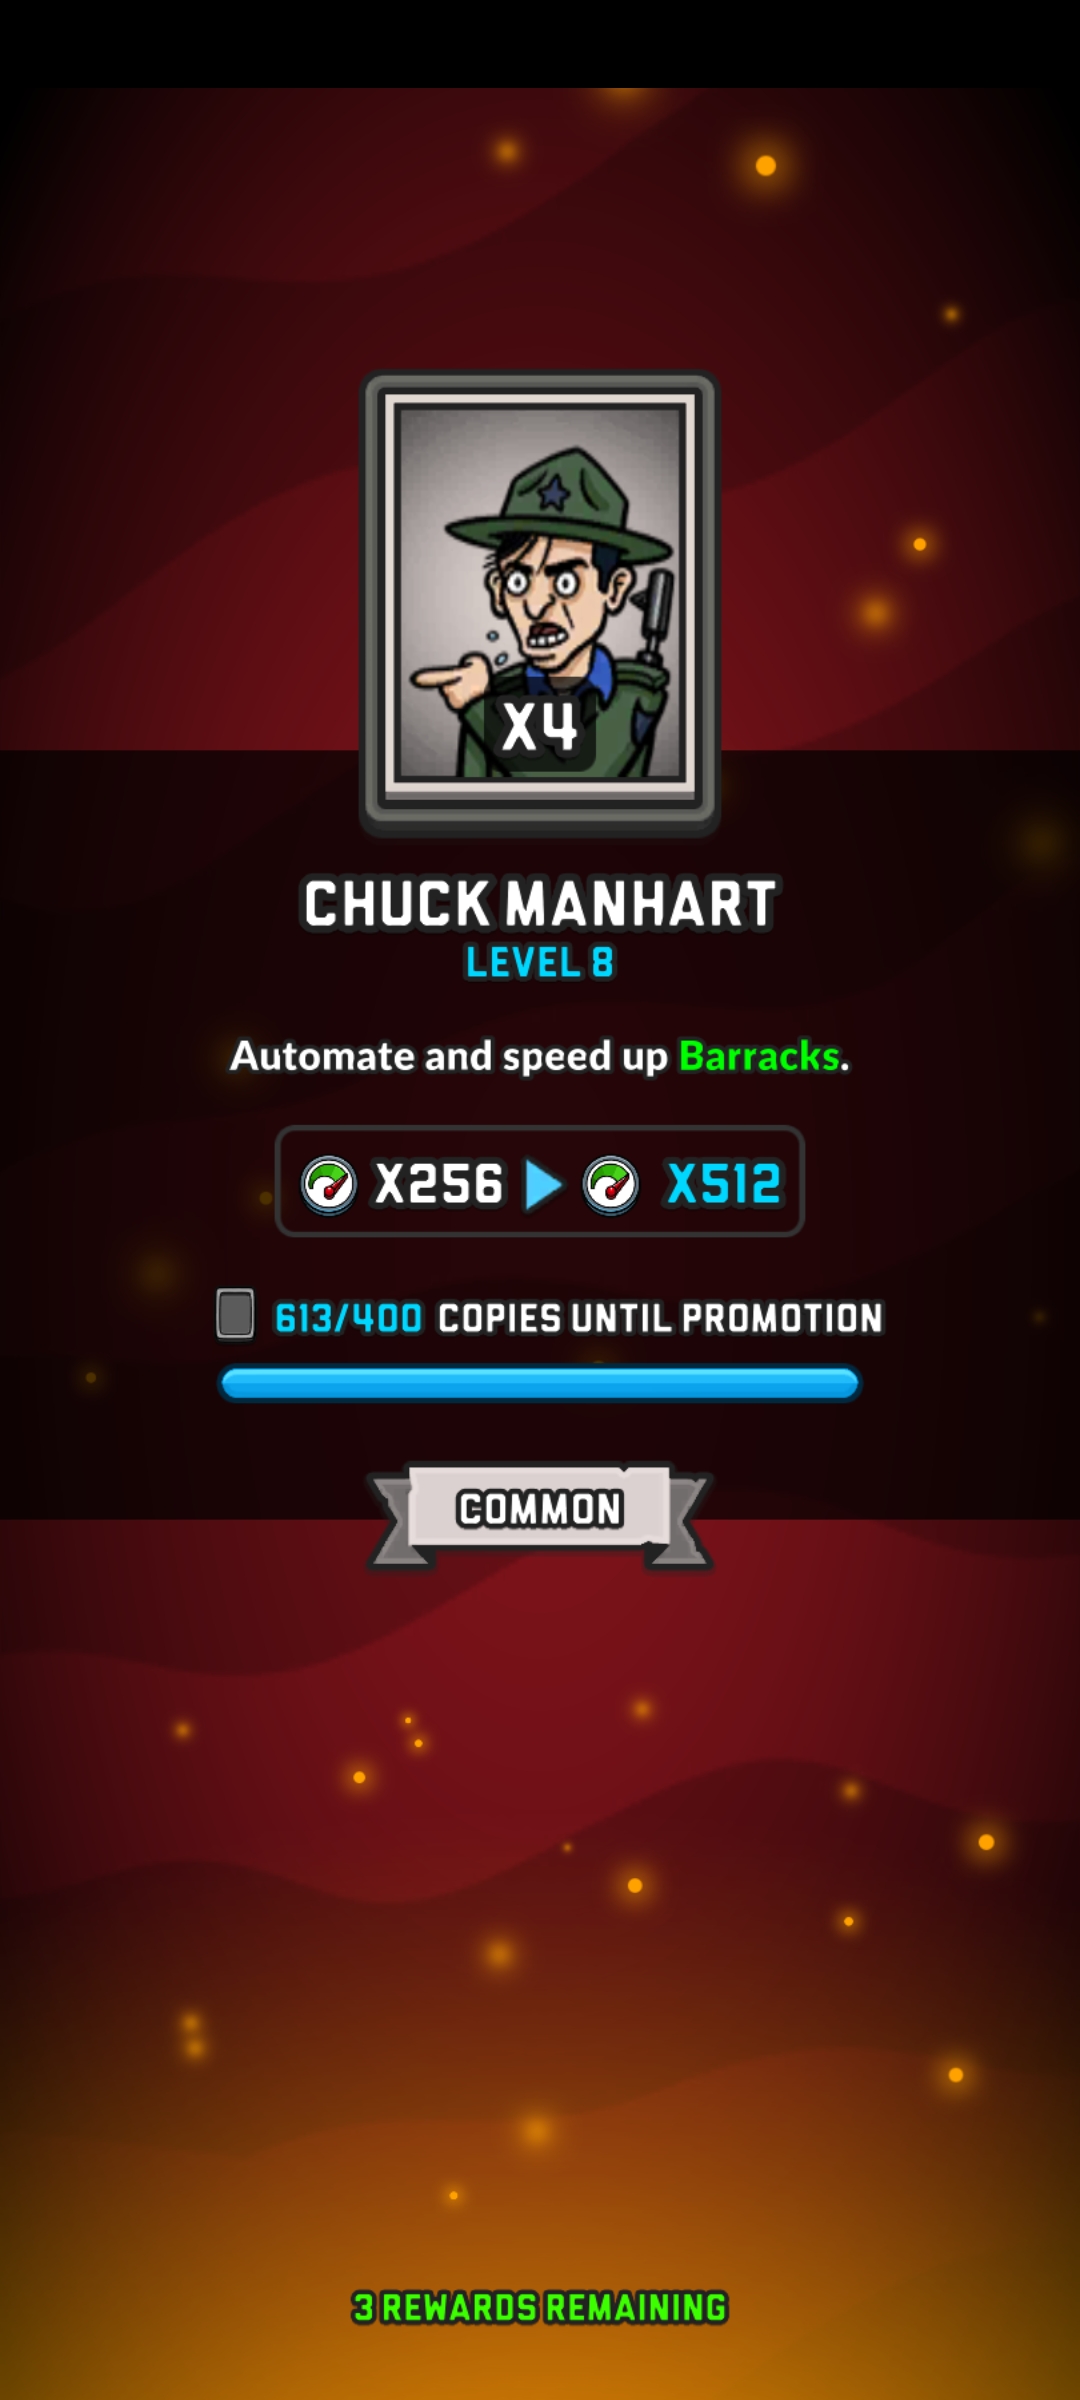 X4
CHUCK MANHART
LEVEL 8
Automate and speed up Barracks.
X256 X512
613/400 COPIES UNTIL PROMOTION
COMMON
3 REWARDS REMAINING